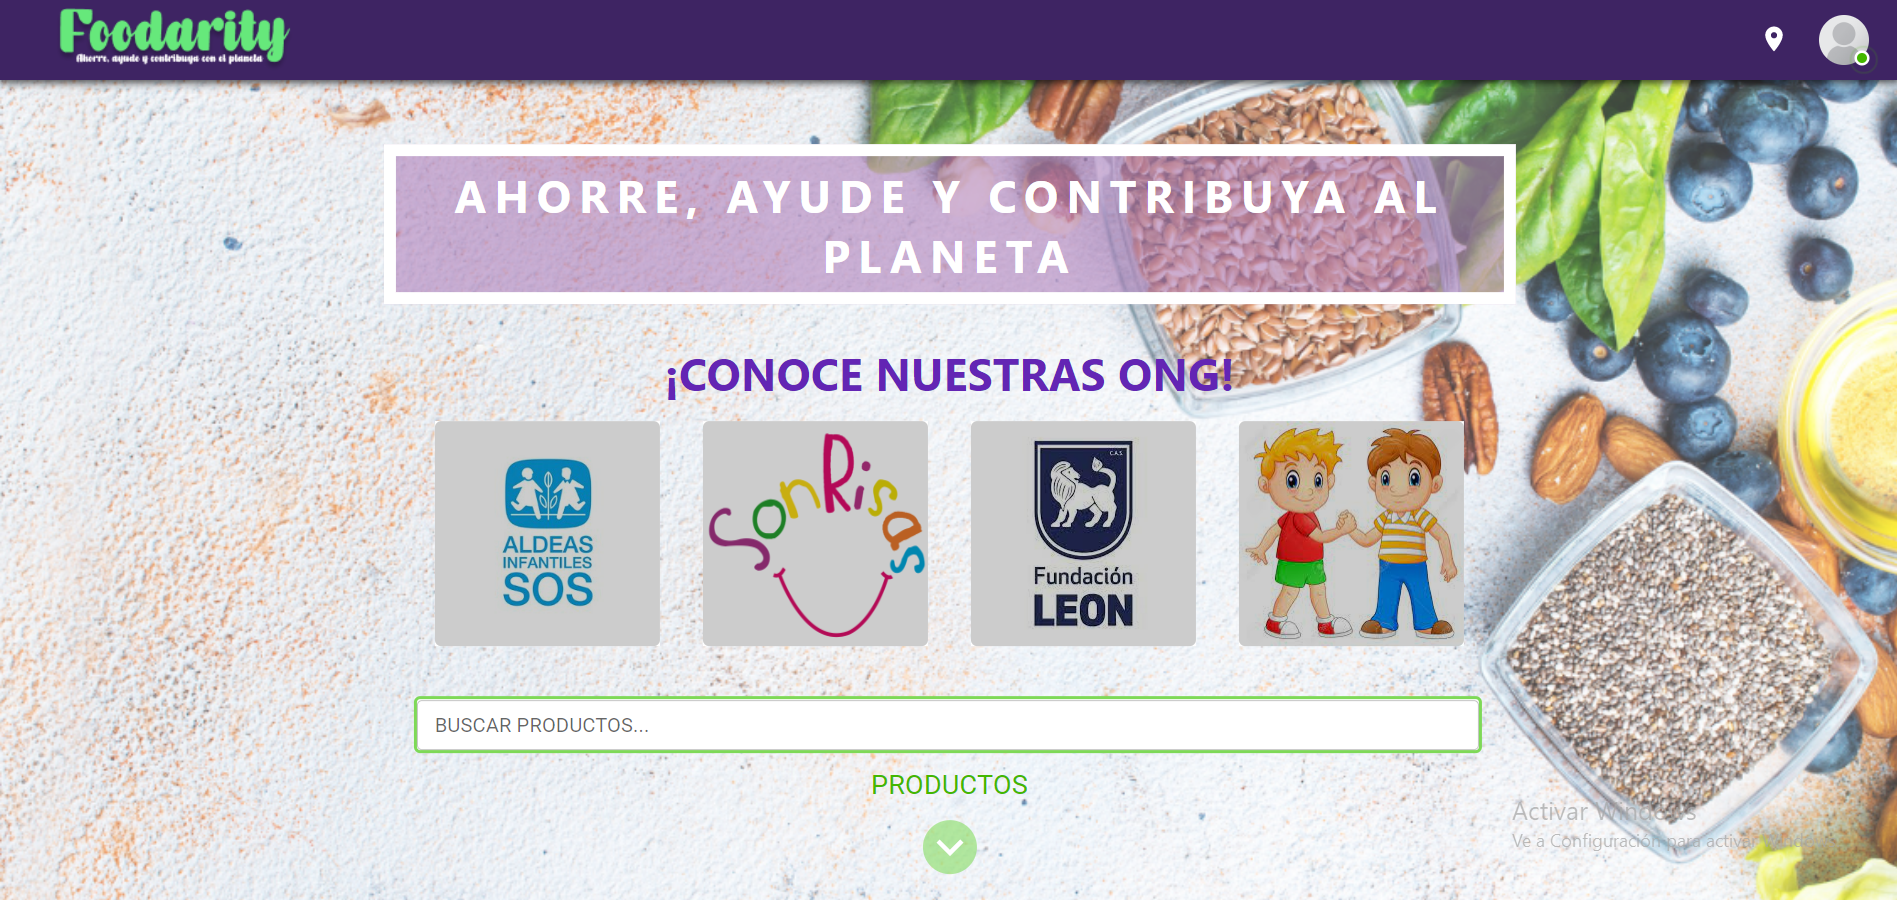 Foodarity
Ahorre, ayude y contribuya con el planeta
AHORRE, AYUDE Y CONTRIBUYA AL
PLANETA
¡CONOCE NUESTRAS ONG!
ALDEAS
INFANTILES
SOS
SonRisas
C.A.S.
Fundación
LEON
BUSCAR PRODUCTOS...
PRODUCTOS
Activar Windows
Ve a Configuración para activar